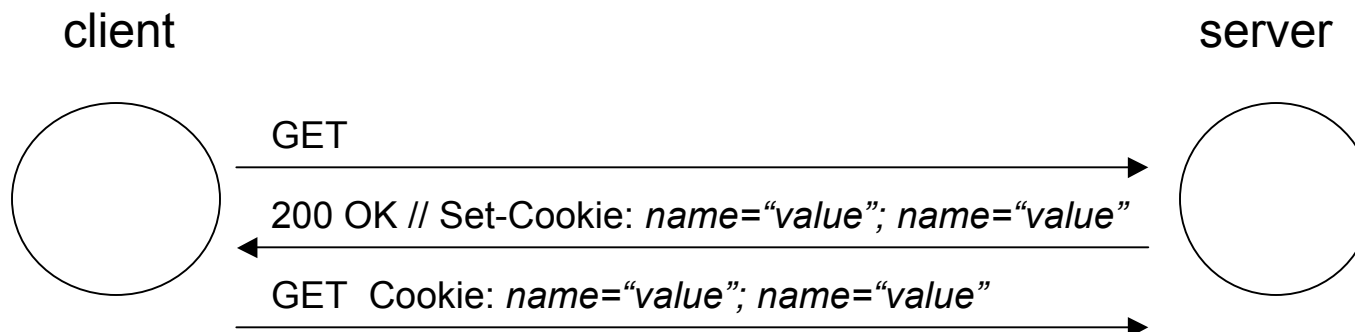 client
server
GET
200 OK // Set-Cookie: name=“value”; name=“value”
GET  Cookie: name=“value”; name=“value”